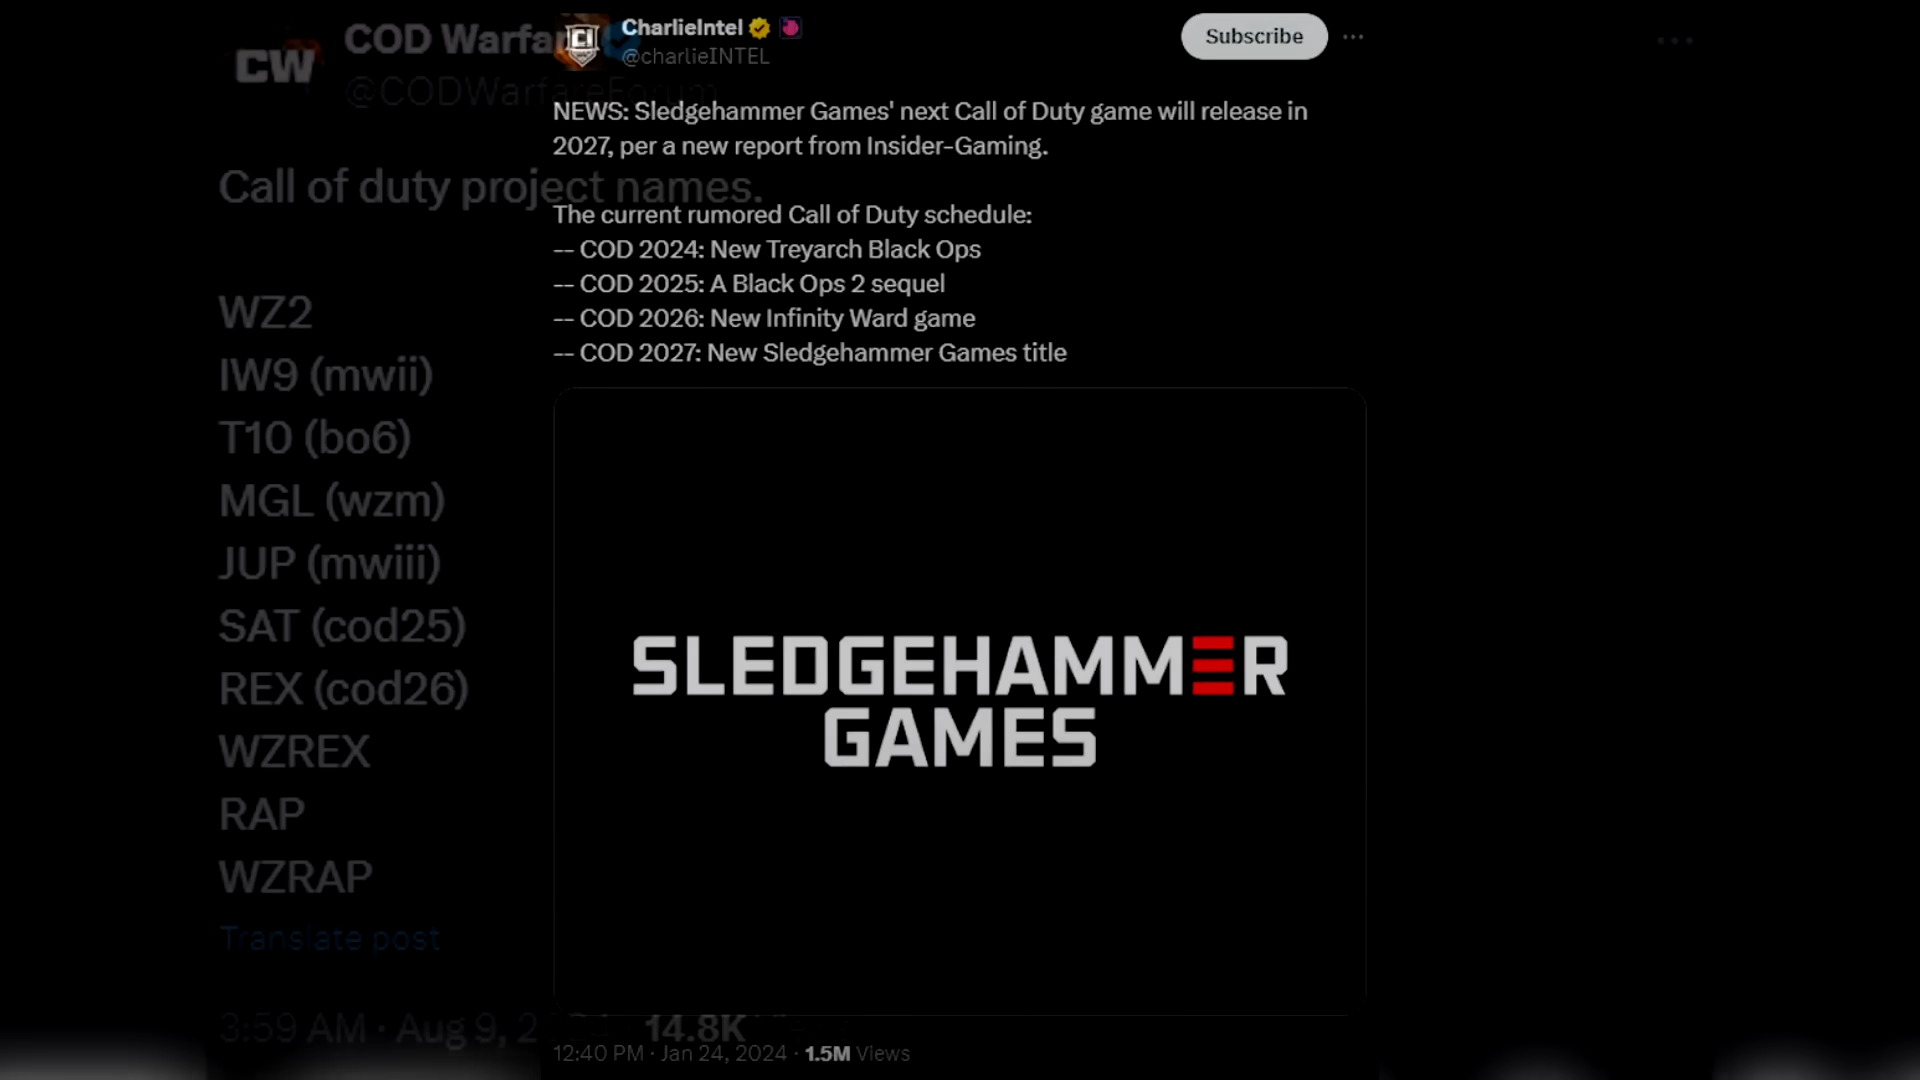 COD Warfa
@CODWarfareForum
Call of duty project names.
WZ2
IW9 (mwii)
T10 (bo6)
MGL (wzm)
JUP (mwiii)
SAT (cod25)
REX (cod26)
WZREX
RAP
WZRAP
Translate post
3:59 AM · Aug 9, 2
14.8K
CW
CI
CharlieIntel
@charlieINTEL
Subscribe
NEWS: Sledgehammer Games' next Call of Duty game will release in
2027, per a new report from Insider-Gaming.
The current rumored Call of Duty schedule:
-- COD 2024: New Treyarch Black Ops
-- COD 2025: A Black Ops 2 sequel
-- COD 2026: New Infinity Ward game
-- COD 2027: New Sledgehammer Games title
SLEDGEHAMMER
GAMES
12:40 PM · Jan 24, 2024 · 1.5M Views